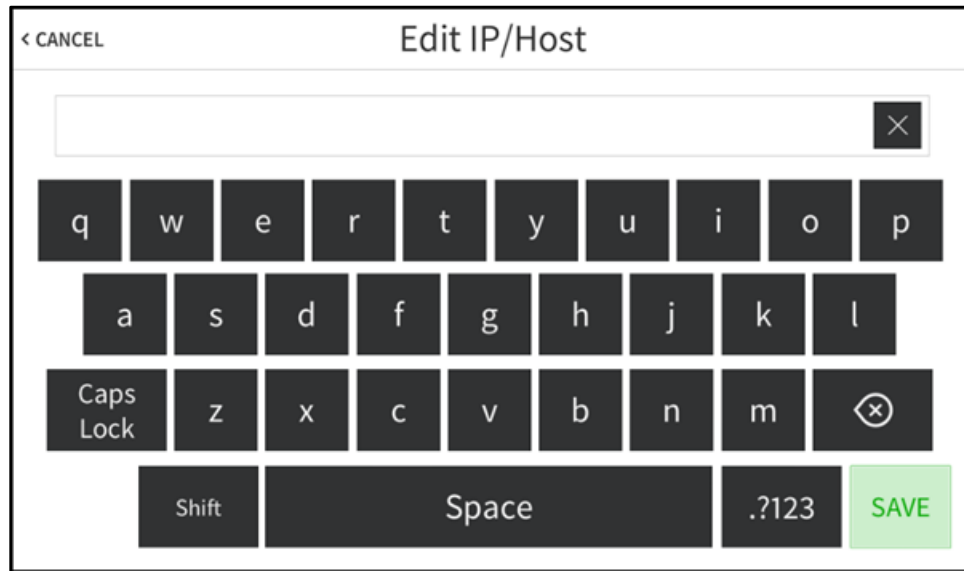 < CANCEL
Edit IP/Host
q w e r t y u i o p
a s d f g h j k l
Caps Lock z x c v b n m
Shift Space .?123 SAVE